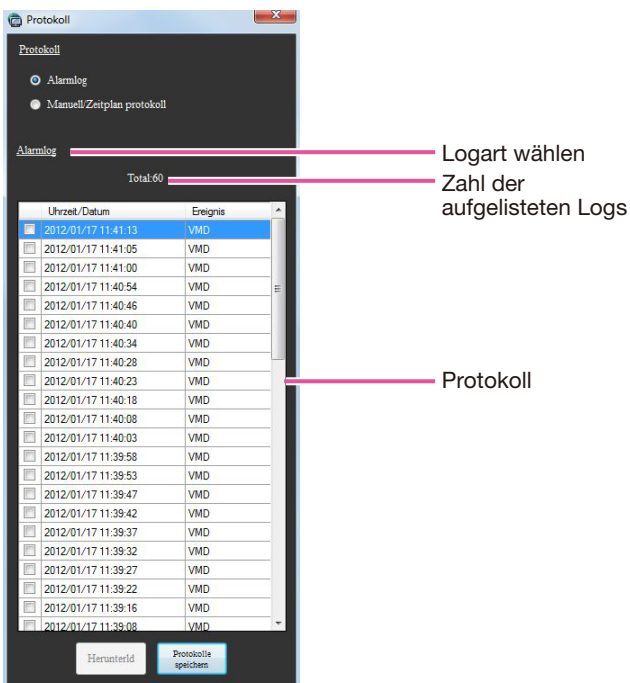 Protokoll
Protokoll
Alarmlog
Manuell/Zeitplan protokoll
Alarmlog
Logart wählen
Total:60
Zahl der
aufgelisteten Logs
Uhrzeit/Datum Ereignis
2012/01/17 11:41:13 VMD
2012/01/17 11:41:05 VMD
2012/01/17 11:41:00 VMD
2012/01/17 11:40:54 VMD
2012/01/17 11:40:46 VMD
2012/01/17 11:40:40 VMD
2012/01/17 11:40:34 VMD
2012/01/17 11:40:28 VMD
2012/01/17 11:40:23 VMD
Protokoll
2012/01/17 11:40:18 VMD
2012/01/17 11:40:08 VMD
2012/01/17 11:40:03 VMD
2012/01/17 11:39:58 VMD
2012/01/17 11:39:53 VMD
2012/01/17 11:39:47 VMD
2012/01/17 11:39:42 VMD
2012/01/17 11:39:37 VMD
2012/01/17 11:39:32 VMD
2012/01/17 11:39:27 VMD
2012/01/17 11:39:22 VMD
2012/01/17 11:39:16 VMD
2012/01/17 11:39:08 VMD
Herunterld
Protokolle
speichern